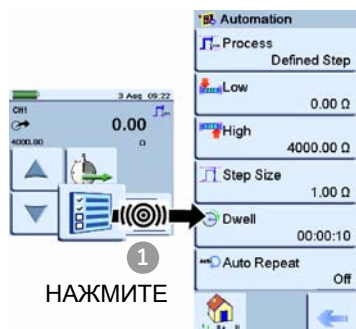 3 Aug 09:22
CH1
0.00
4000.00 Ω
1
НАЖМИТЕ
Automation
Process
Defined Step
Low
0.00 Ω
High
4000.00 Ω
Step Size
1.00 Ω
Dwell
00:00:10
Auto Repeat
Off